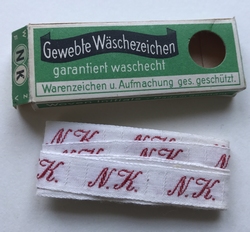 Gewebte Wäschezeichen
garantiert waschecht
Warenzeichen u. Aufmachung ges. geschützt.
N K
N.K. N.K.
K. N.K. N.K.